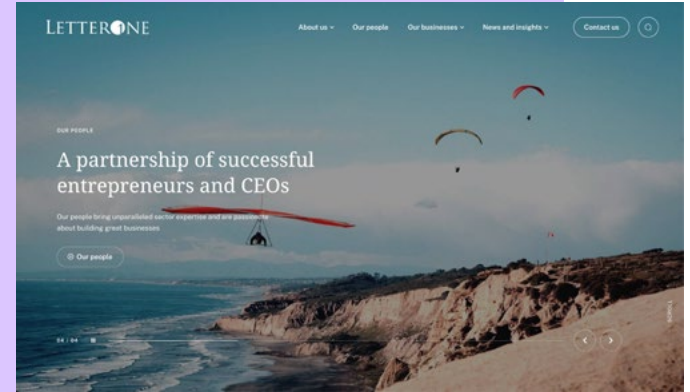 LETTERONE
About us
Our people
Our businesses
News and insights
Contact us
OUR PEOPLE
A partnership of successful
entrepreneurs and CEOs
Our people bring unparalleled sector expertise and are passionate
about building great businesses
Our people
04 / 04